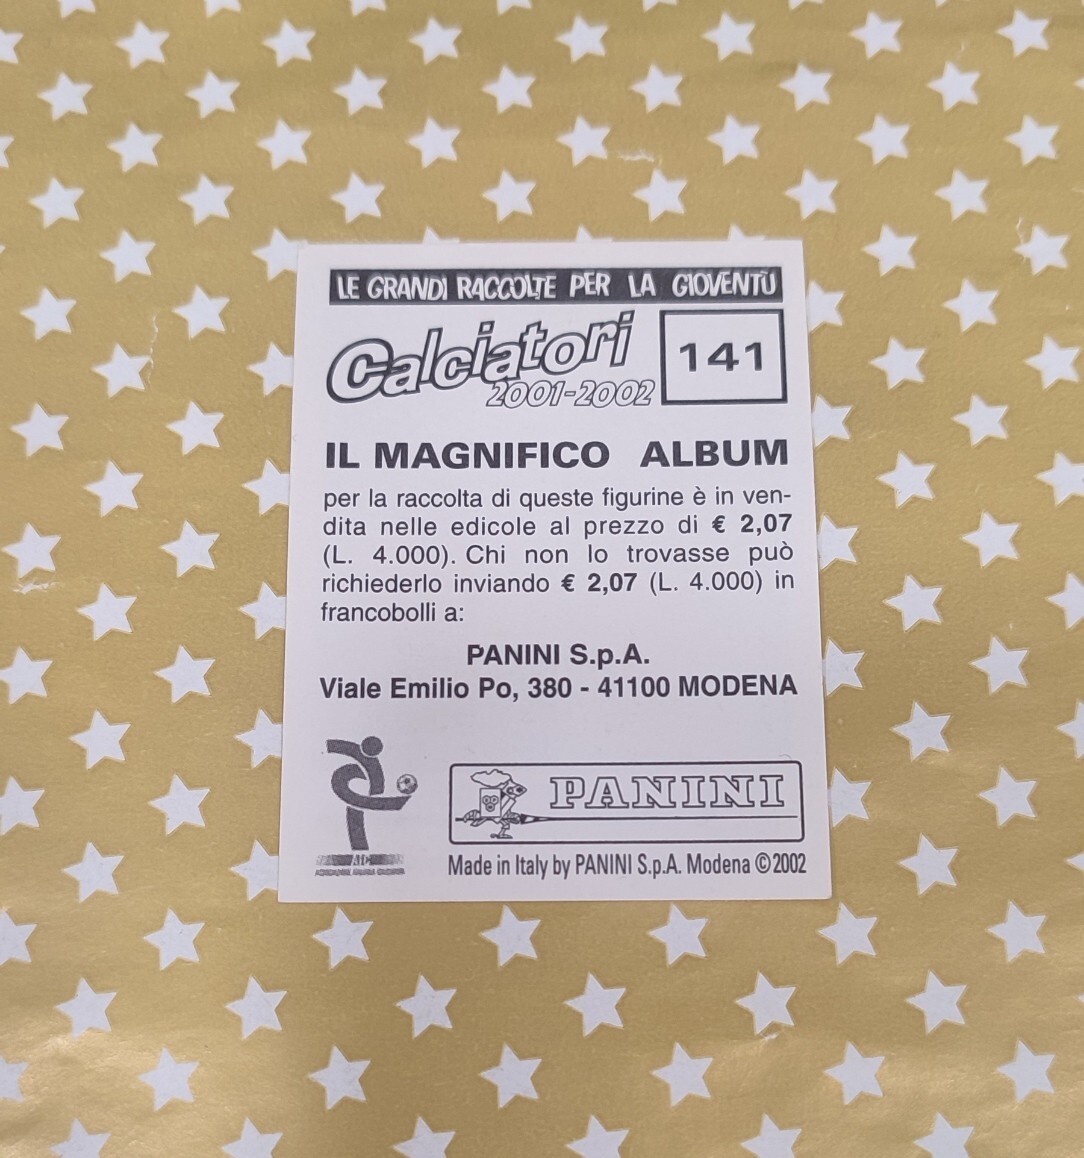 LE GRANDI RACCOLTE PER LA GIOVENTÙ
Calciatori
2001-2002
141
IL MAGNIFICO ALBUM
per la raccolta di queste figurine è in ven-
dita nelle edicole al prezzo di € 2,07
(L. 4.000). Chi non lo trovasse può
richiederlo inviando € 2,07 (L. 4.000) in
francobolli a:
PANINI S.p.A.
Viale Emilio Po, 380 - 41100 MODENA
PANINI
AIC
Made in Italy by PANINI S.p.A. Modena © 2002